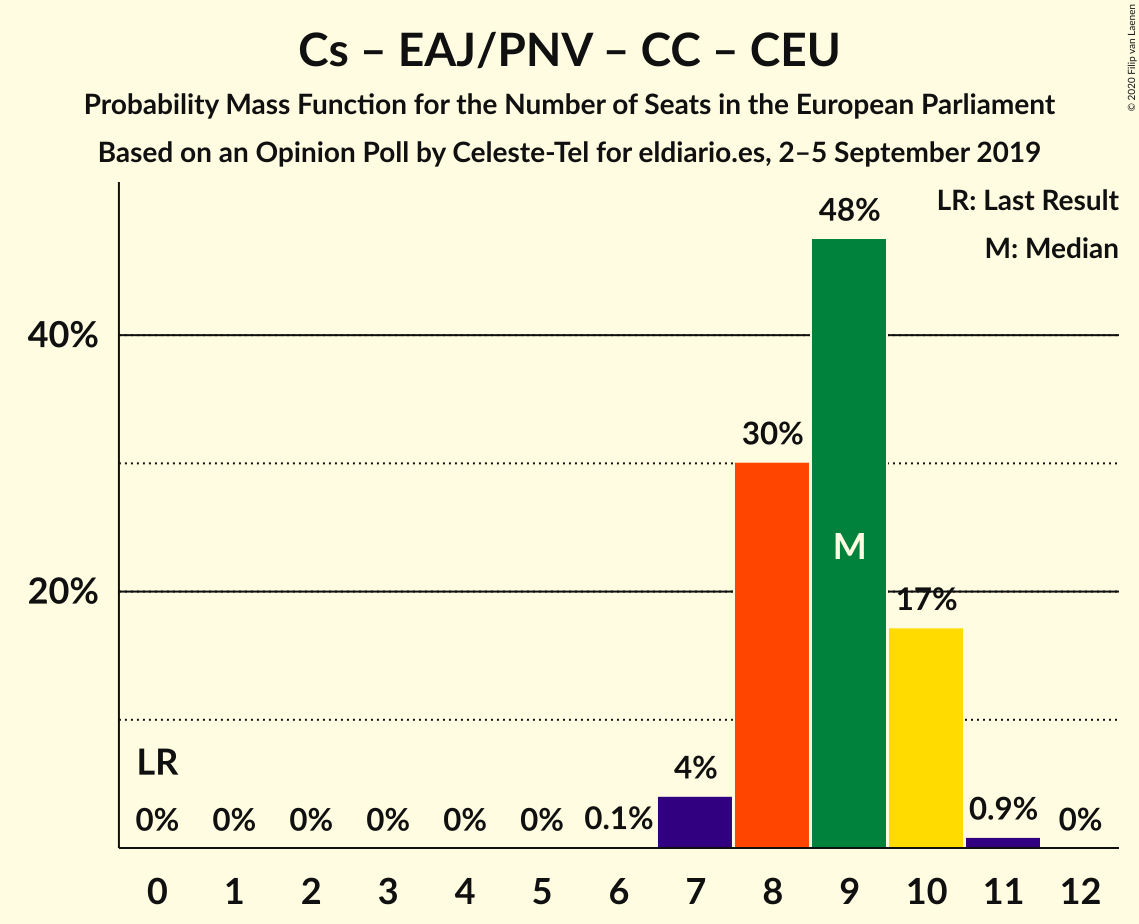 Cs – EAJ/PNV – CC – CEU
Probability Mass Function for the Number of Seats in the European Parliament
Based on an Opinion Poll by Celeste-Tel for eldiario.es, 2–5 September 2019
© 2020 Filip van Laenen
LR: Last Result
M: Median
48%
40%
30%
M
20%
17%
LR
4%
0% 0% 0% 0% 0% 0% 0.1% 0.9% 0%
0 1 2 3 4 5 6 7 8 9 10 11 12